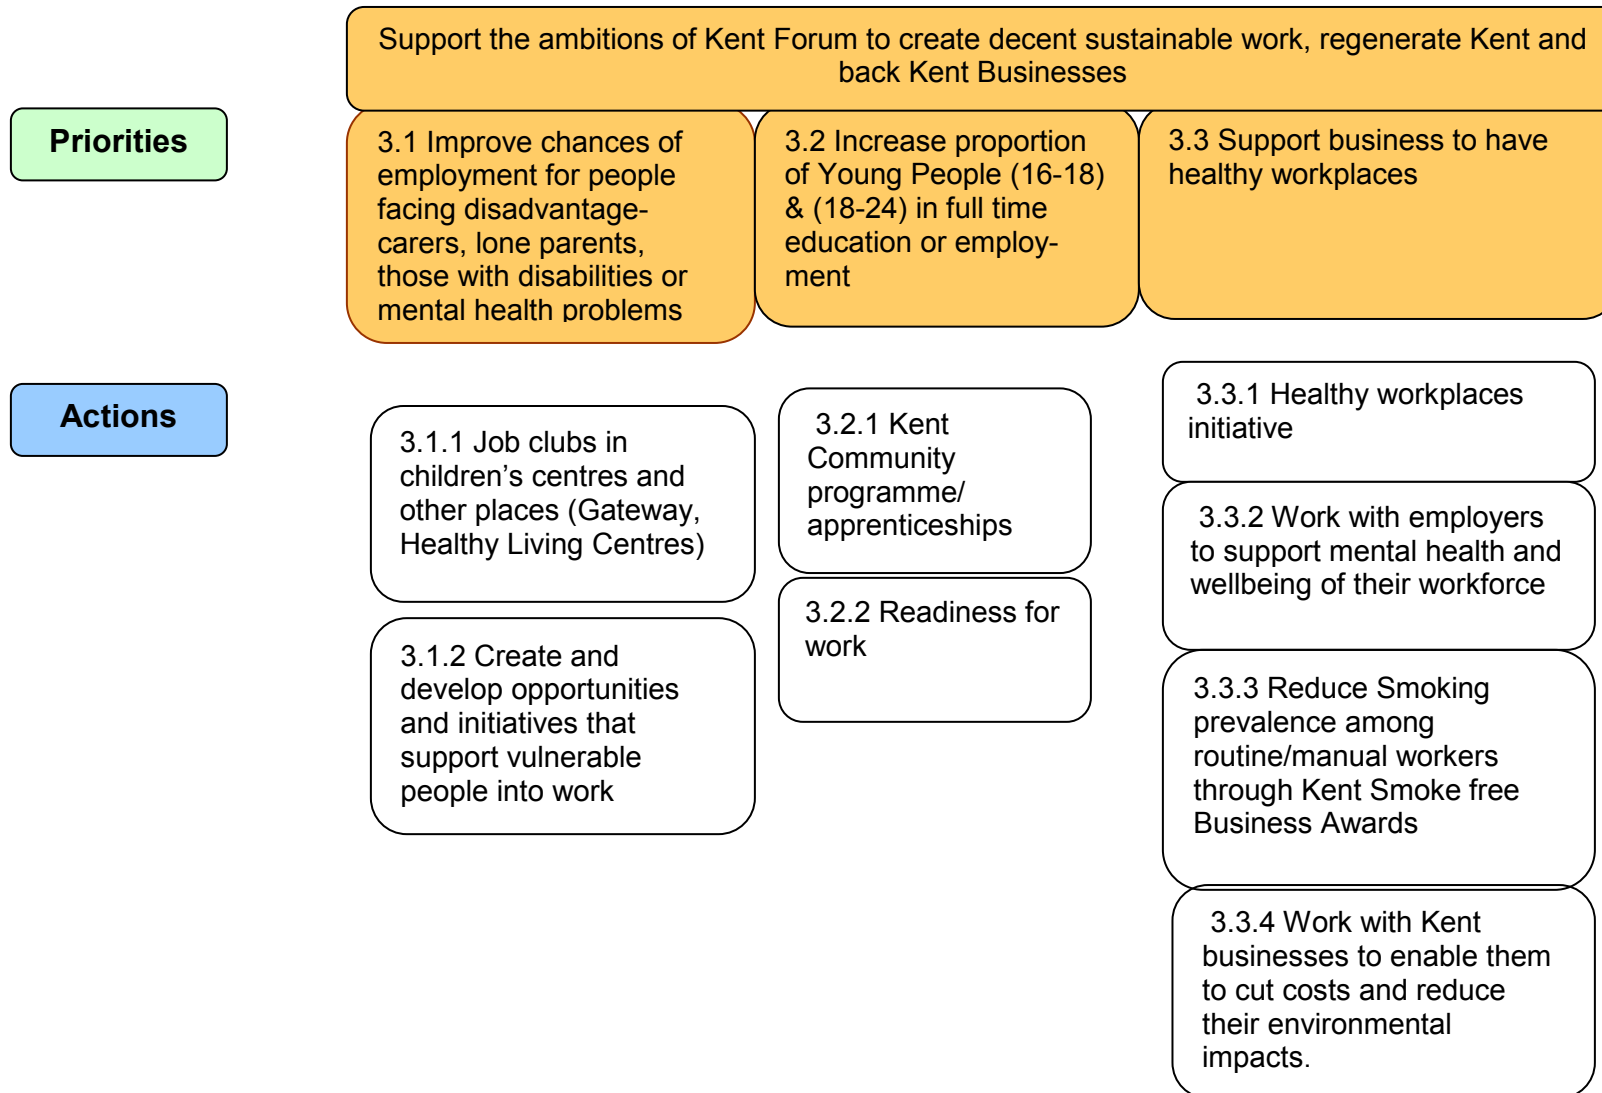 Support the ambitions of Kent Forum to create decent sustainable work, regenerate Kent and
back Kent Businesses
Priorities
3.1 Improve chances of
employment for people
facing disadvantage-
carers, lone parents,
those with disabilities or
mental health problems
3.2 Increase proportion
of Young People (16-18)
& (18-24) in full time
education or employ-
ment
3.3 Support business to have
healthy workplaces
Actions
3.1.1 Job clubs in
children’s centres and
other places (Gateway,
Healthy Living Centres)
3.1.2 Create and
develop opportunities
and initiatives that
support vulnerable
people into work
3.2.1 Kent
Community
programme/
apprenticeships
3.2.2 Readiness for
work
3.3.1 Healthy workplaces
initiative
3.3.2 Work with employers
to support mental health and
wellbeing of their workforce
3.3.3 Reduce Smoking
prevalence among
routine/manual workers
through Kent Smoke free
Business Awards
3.3.4 Work with Kent
businesses to enable them
to cut costs and reduce
their environmental
impacts.